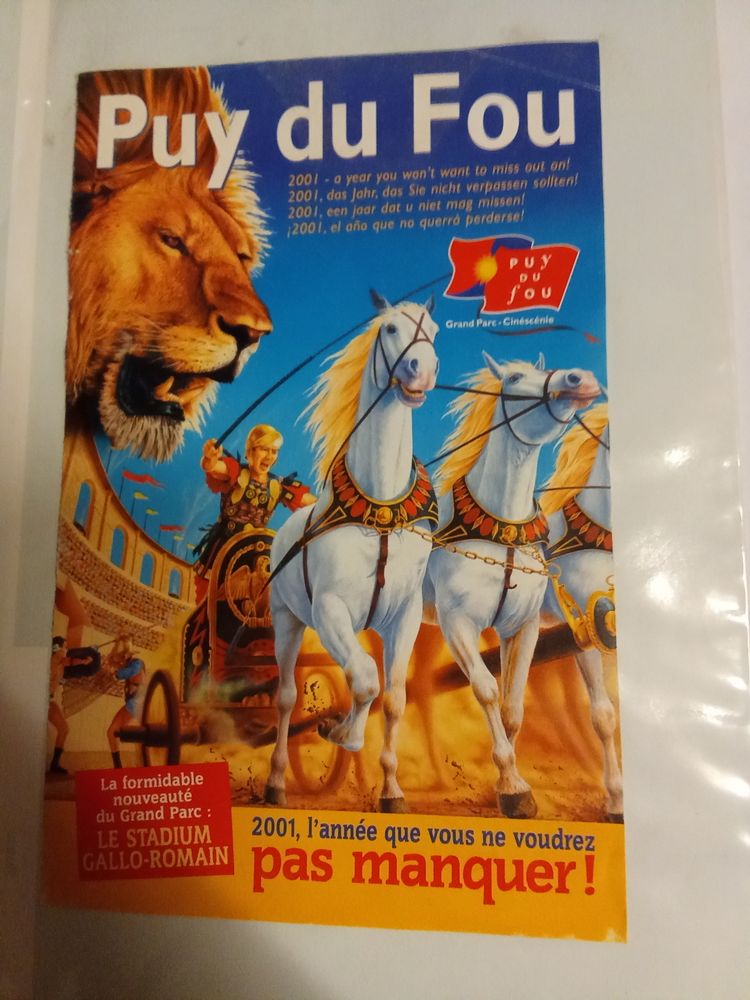 Puy du Fou
2001 - a year you won't want to miss out on!
2001, das Jahr, das Sie nicht verpassen sollten!
2001, een jaar dat u niet mag missen!
¡2001, el año que no querrà perderse!
PUY
DU
fOU
Grand Parc - Cinéscénie
La formidable
nouveauté
du Grand Parc :
LE STADIUM
GALLO-ROMAIN
2001, l'année que vous ne voudrez
pas manquer !